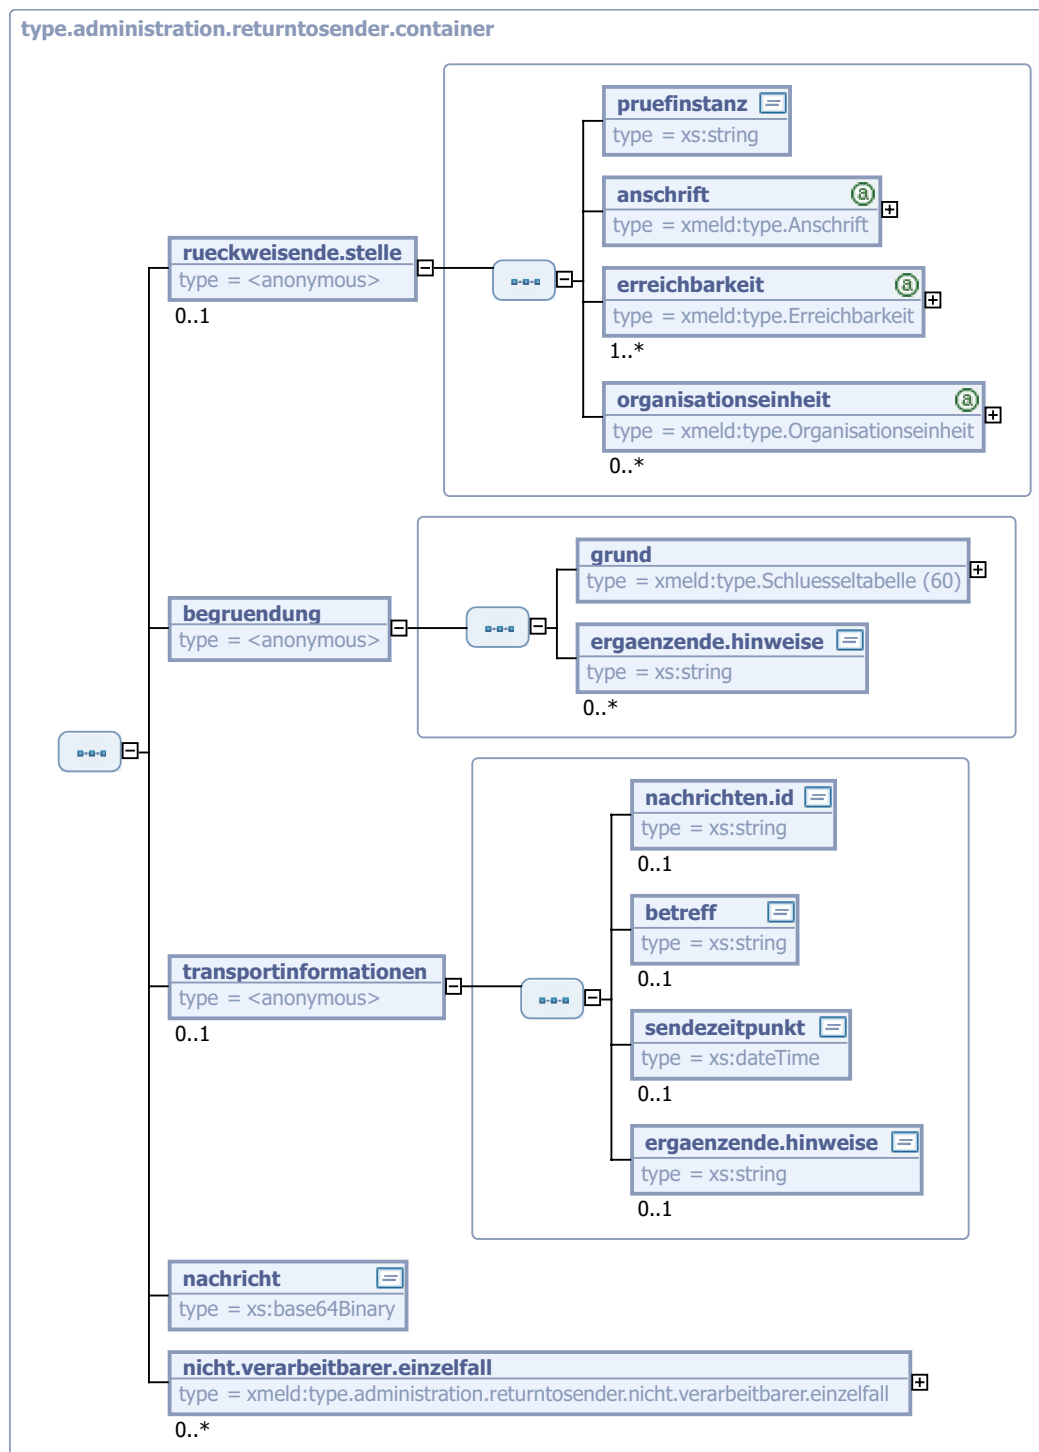 type.administration.returntosender.container
pruefinstanz
type = xs:string
anschrift
type = xmeld:type.Anschrift
rueckweisende.stelle
type = <anonymous>
0..1
erreichbarkeit
type = xmeld:type.Erreichbarkeit
1..*
organisationseinheit
type = xmeld:type.Organisationseinheit
0..*
grund
type = xmeld:type.Schluesseltabelle (60)
begruendung
type = <anonymous>
ergaenzende.hinweise
type = xs:string
0..*
nachrichten.id
type = xs:string
0..1
betreff
type = xs:string
0..1
transportinformationen
type = <anonymous>
0..1
sendezeitpunkt
type = xs:dateTime
0..1
ergaenzende.hinweise
type = xs:string
0..1
nachricht
type = xs:base64Binary
nicht.verarbeitbarer.einzelfall
type = xmeld:type.administration.returntosender.nicht.verarbeitbarer.einzelfall
0..*